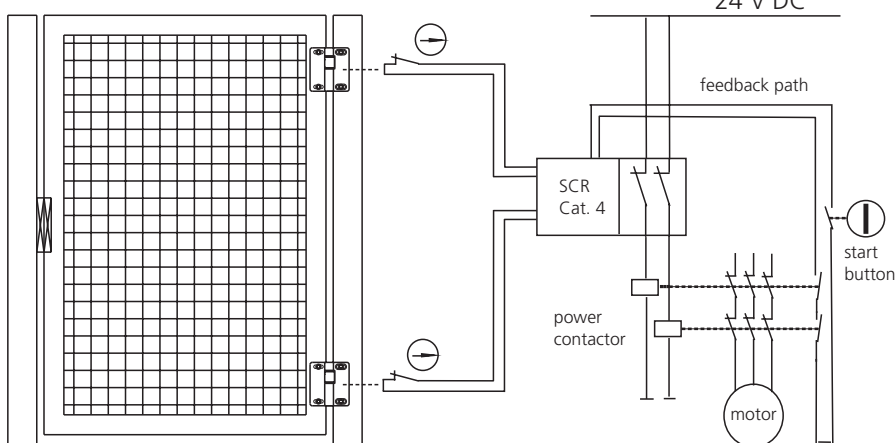 24 V DC
feedback path
SCR
Cat. 4
start
button
power
contactor
motor